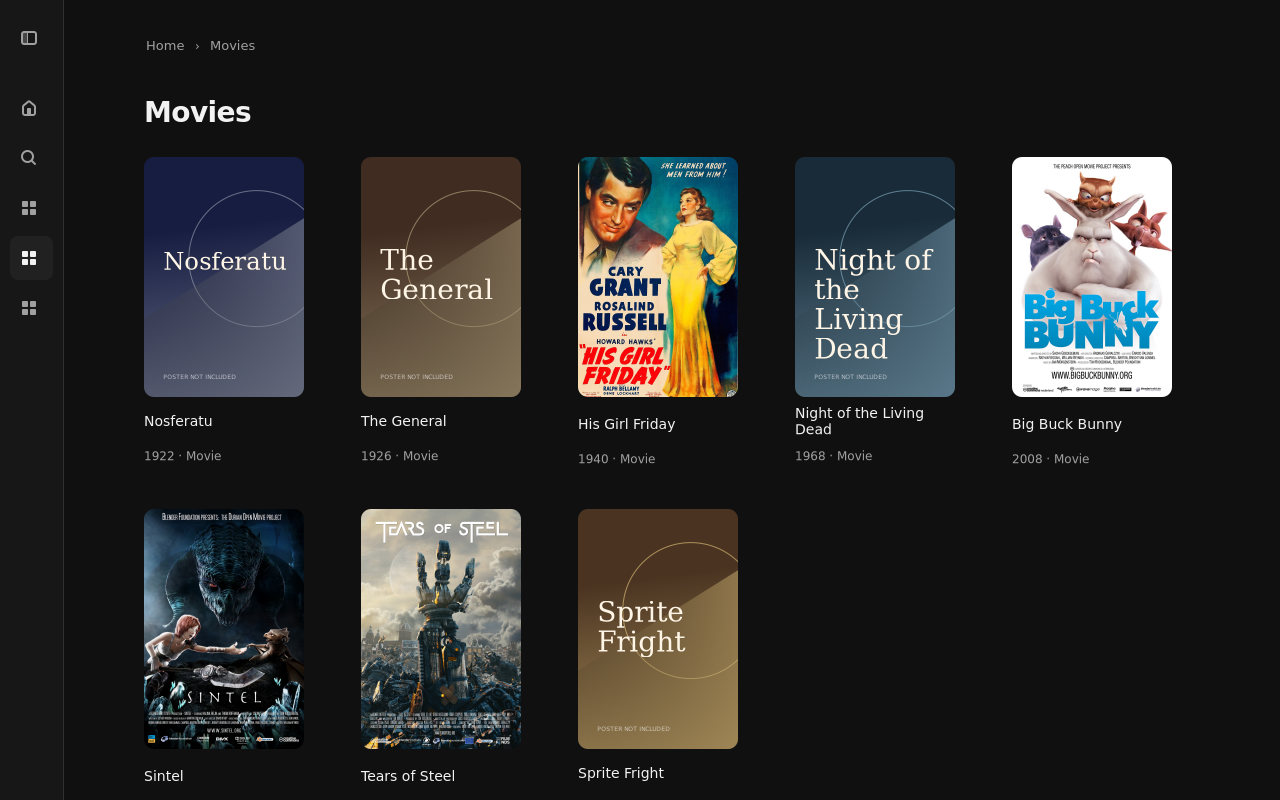 Home › Movies
Movies
Nosferatu
POSTER NOT INCLUDED
The
General
POSTER NOT INCLUDED
SHE LEARNED ABOUT
MEN FROM HIM!
CARY
GRANT
ROSALIND
RUSSELL
IN
HOWARD HAWKS'
"HIS GIRL
FRIDAY"
RALPH BELLAMY
GENE LOCKHART
Night of
the
Living
Dead
POSTER NOT INCLUDED
THE PEACH OPEN MOVIE PROJECT PRESENTS
Big Buck
BUNNY
WWW.BIGBUCKBUNNY.ORG
Nosferatu
1922 · Movie
The General
1926 · Movie
His Girl Friday
1940 · Movie
Night of the Living
Dead
1968 · Movie
Big Buck Bunny
2008 · Movie
BLENDER FOUNDATION PRESENTS: THE DURIAN OPEN MOVIE PROJECT
SINTEL
WWW.SINTEL.ORG
TEARS OF STEEL
Sprite
Fright
POSTER NOT INCLUDED
Sintel
Tears of Steel
Sprite Fright